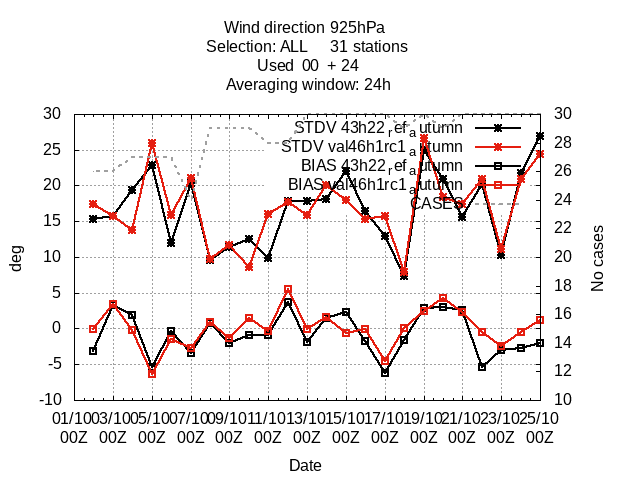 Wind direction 925hPa
Selection: ALL 31 stations
Used 00 + 24
Averaging window: 24h
STDV 43h22_ref_autumn
STDV val46h1rc1_autumn
BIAS 43h22_ref_autumn
BIAS val46h1rc1_autumn
CASES
30
25
20
15
10
5
0
-5
-10
deg
30
28
26
24
22
20
18
16
14
12
10
No cases
01/10 03/10 05/10 07/10 09/10 11/10 13/10 15/10 17/10 19/10 21/10 23/10 25/10
00Z 00Z 00Z 00Z 00Z 00Z 00Z 00Z 00Z 00Z 00Z 00Z 00Z
Date